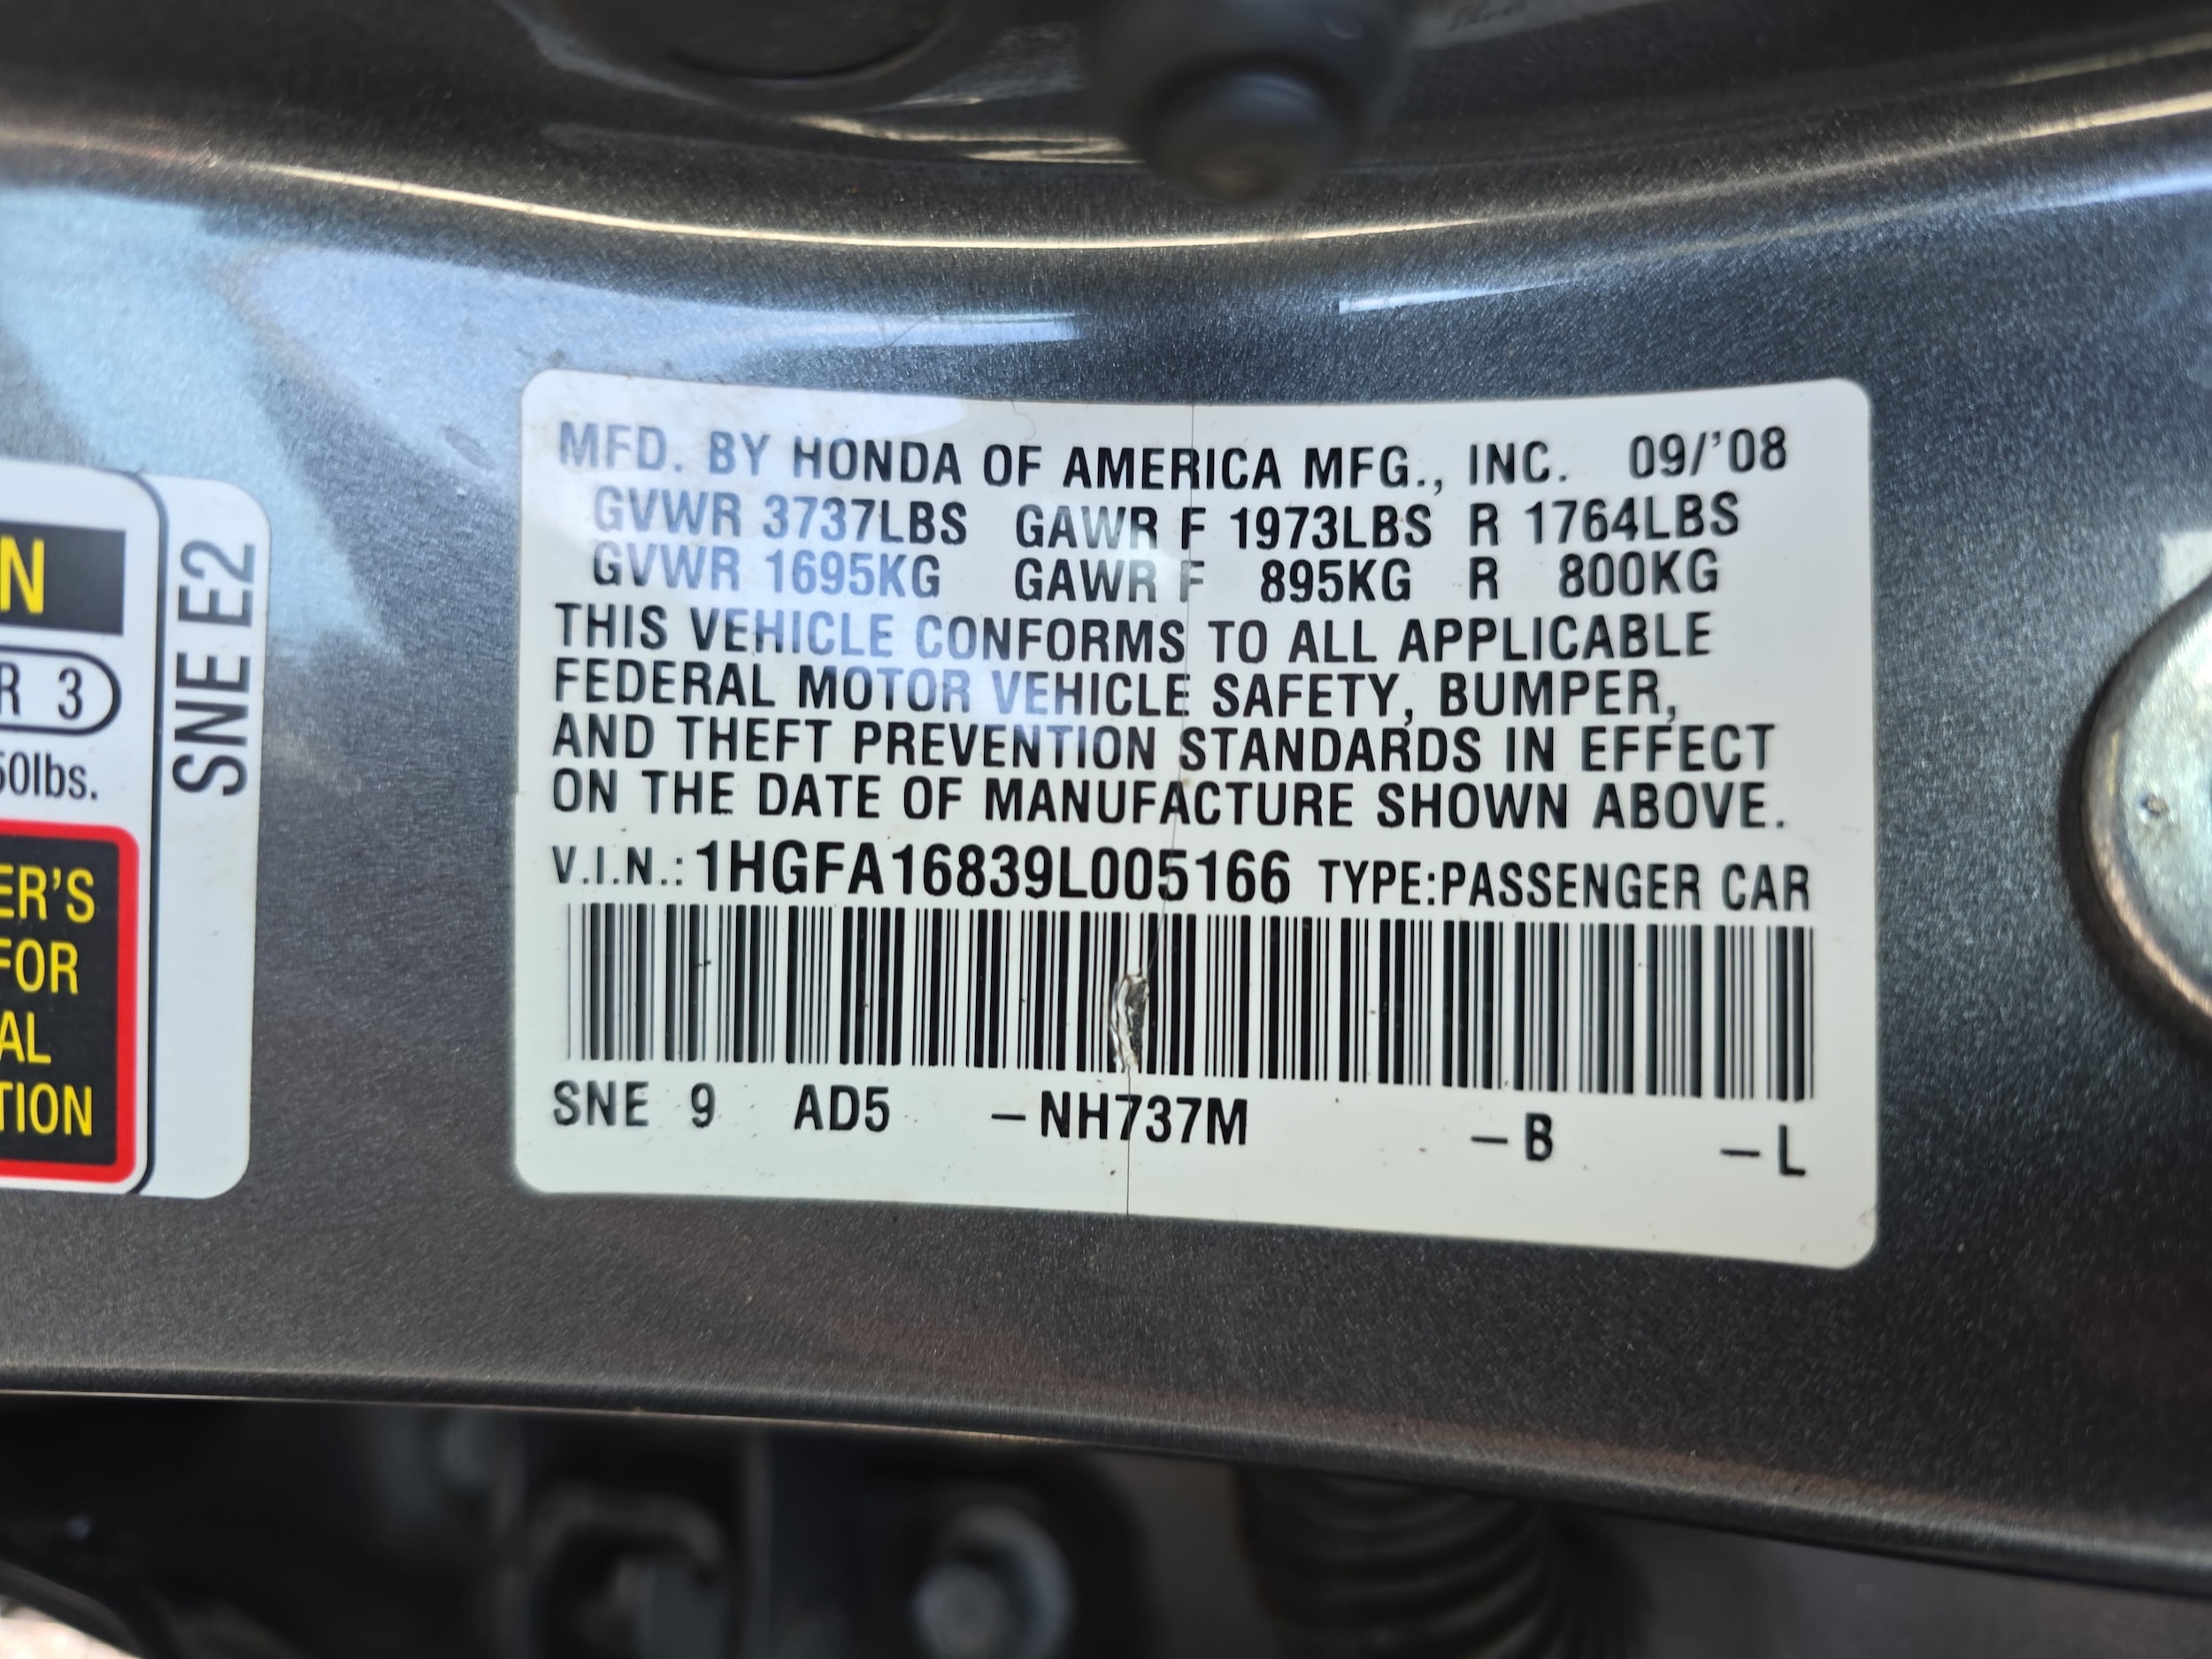 MFD. BY HONDA OF AMERICA MFG., INC. 09/'08
GVWR 3737LBS GAWR F 1973LBS R 1764LBS
GVWR 1695KG GAWR F 895KG R 800KG
THIS VEHICLE CONFORMS TO ALL APPLICABLE
FEDERAL MOTOR VEHICLE SAFETY, BUMPER,
AND THEFT PREVENTION STANDARDS IN EFFECT
ON THE DATE OF MANUFACTURE SHOWN ABOVE.
V.I.N.: 1HGFA16839L005166 TYPE:PASSENGER CAR
SNE 9 AD5 – NH737M – B – L
SNE E2
N
R 3
50lbs.
ER'S
FOR
AL
TION